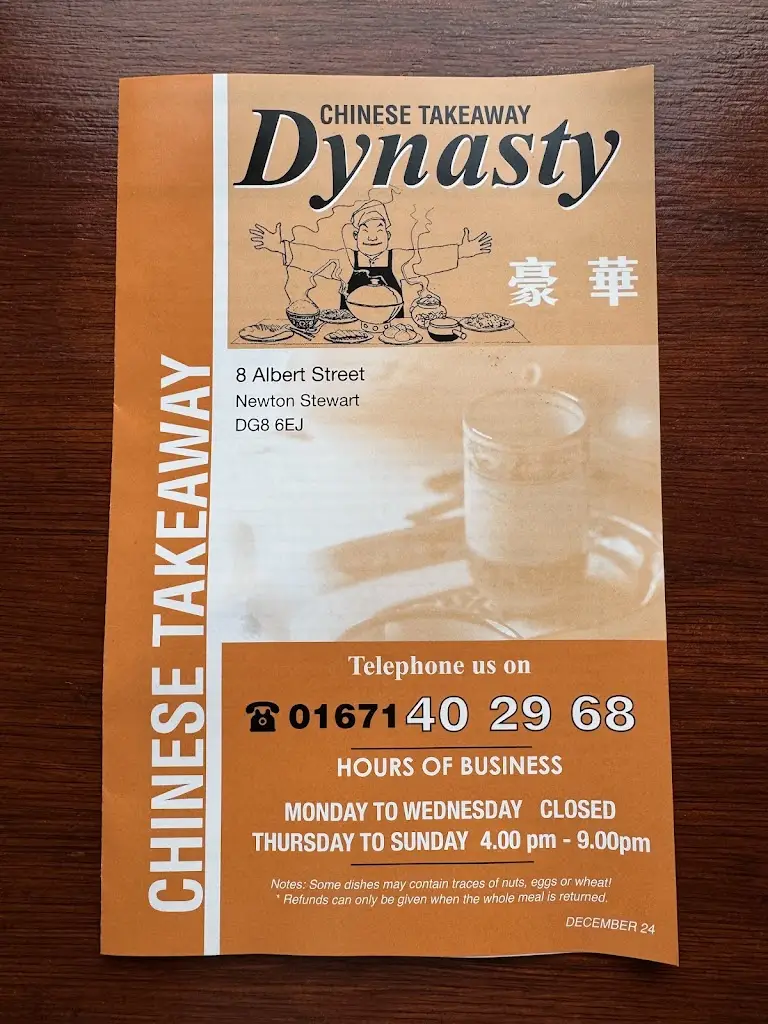 CHINESE TAKEAWAY
Dynasty
豪華
8 Albert Street
Newton Stewart
DG8 6EJ
CHINESE TAKEAWAY
Telephone us on
☎ 01671 40 29 68
HOURS OF BUSINESS
MONDAY TO WEDNESDAY CLOSED
THURSDAY TO SUNDAY 4.00 pm - 9.00pm
Notes: Some dishes may contain traces of nuts, eggs or wheat!
* Refunds can only be given when the whole meal is returned.
DECEMBER 24